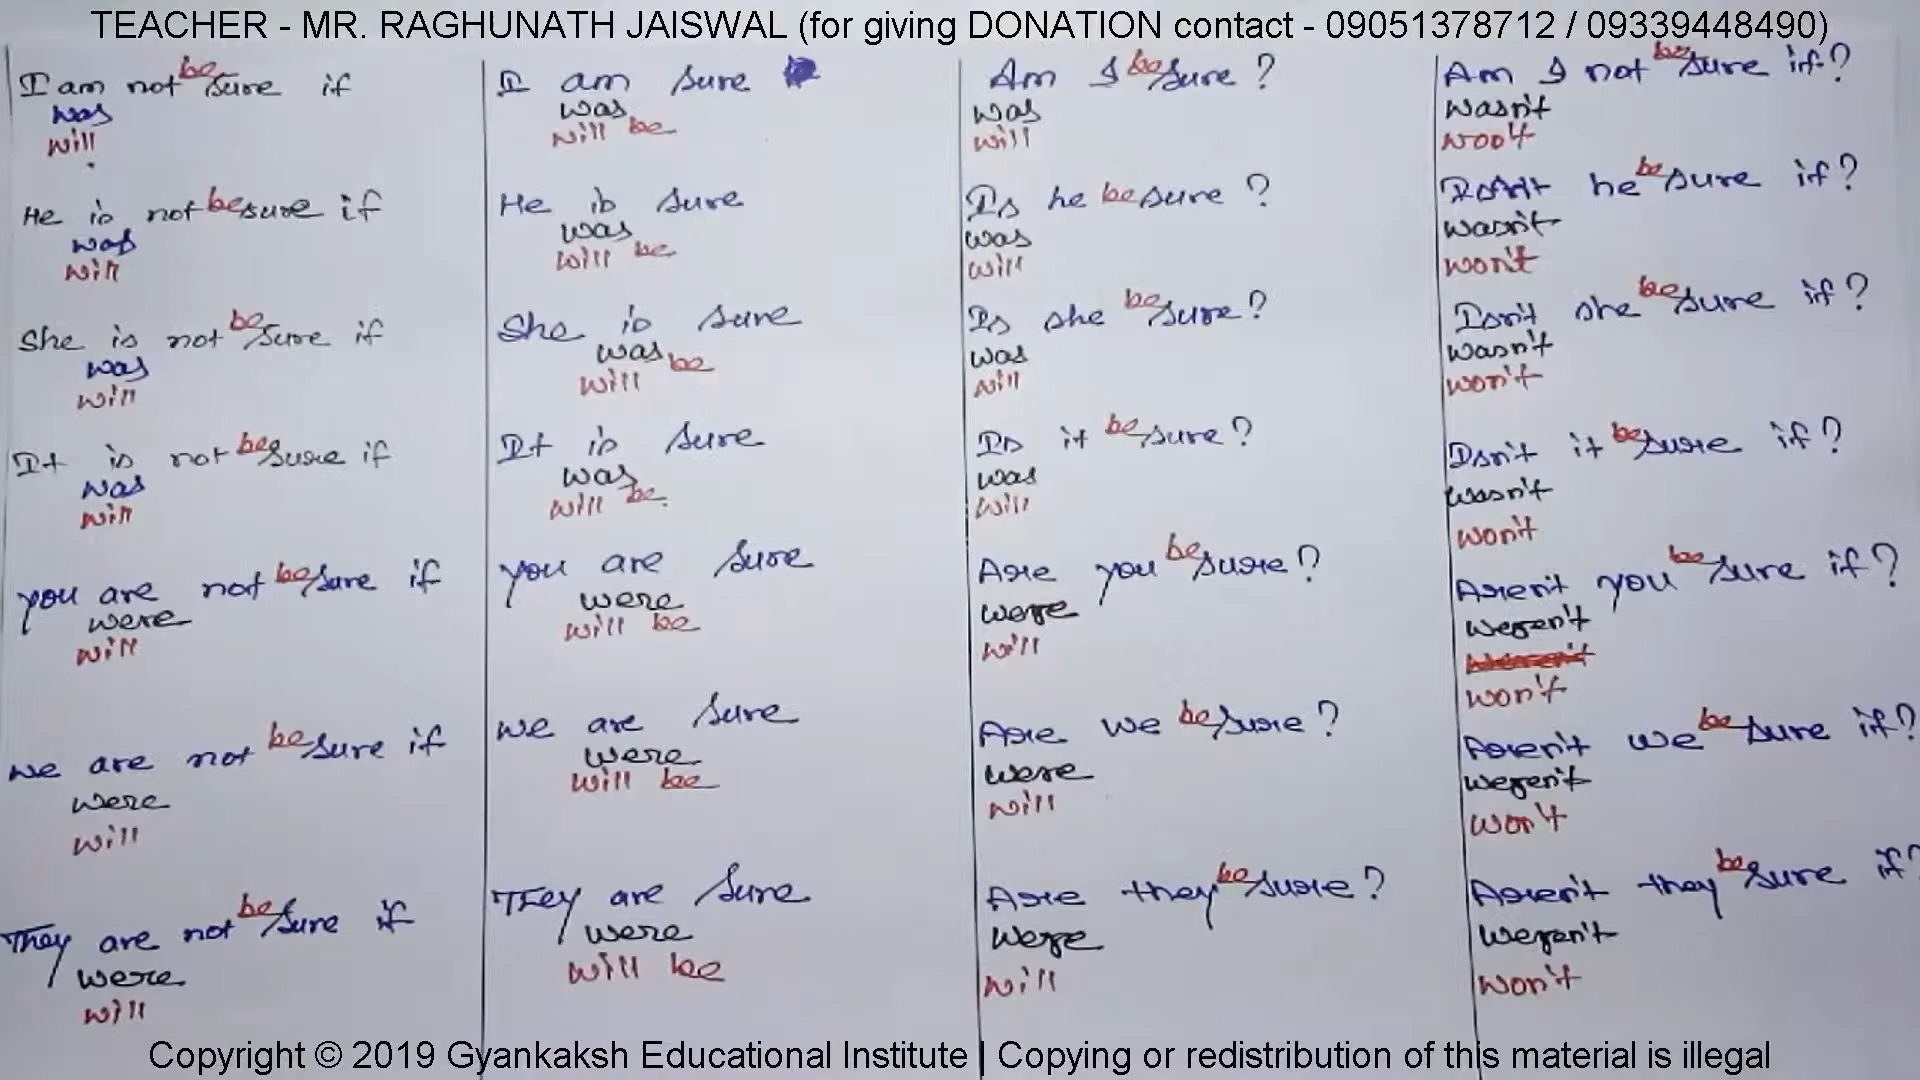 TEACHER - MR. RAGHUNATH JAISWAL (for giving DONATION contact - 09051378712 / 09339448490)
I am not be sure if
was
will
He is not be sure if
was
will
She is not be sure if
was
will
It is not be sure if
was
will
you are not be sure if
were
will
we are not be sure if
were
will
They are not be sure if
were
will
I am sure
was
will be
He is sure
was
will be
She is sure
was
will be
It is sure
was
will be
you are sure
were
will be
we are sure
were
will be
They are sure
were
will be
Am I be sure ?
was
will
Is he be sure ?
was
will
Is she be sure ?
was
will
Is it be sure ?
was
will
Are you be sure ?
were
will
Are we be sure ?
were
will
Are they be sure ?
were
will
Am I not be sure if ?
wasn't
Isn't he be sure if ?
wasn't
won't
Isn't she be sure if ?
wasn't
won't
Isn't it be sure if ?
wasn't
won't
Aren't you be sure if ?
weren't
won't
Aren't we be sure if ?
weren't
won't
Aren't they be sure if ?
weren't
won't
Copyright © 2019 Gyankaksh Educational Institute | Copying or redistribution of this material is illegal